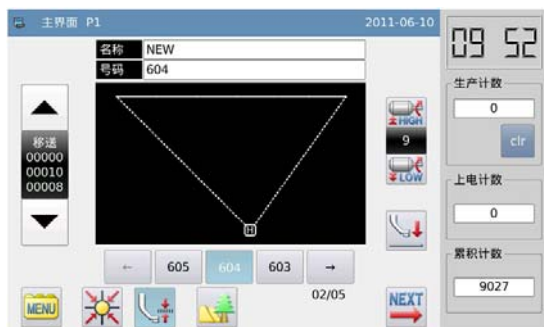 主界面 P1
2011-06-10
09 52
名称 NEW
号码 604
移送
00000
00010
00008
HIGH
9
LOW
H
生产计数
0
clr
上电计数
0
累积计数
9027
← 605 604 603 →
02/05
MENU
NEXT